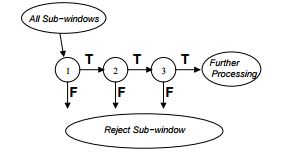 All Sub-windows
T T T
1 2 3
Further
Processing
F F F
Reject Sub-window